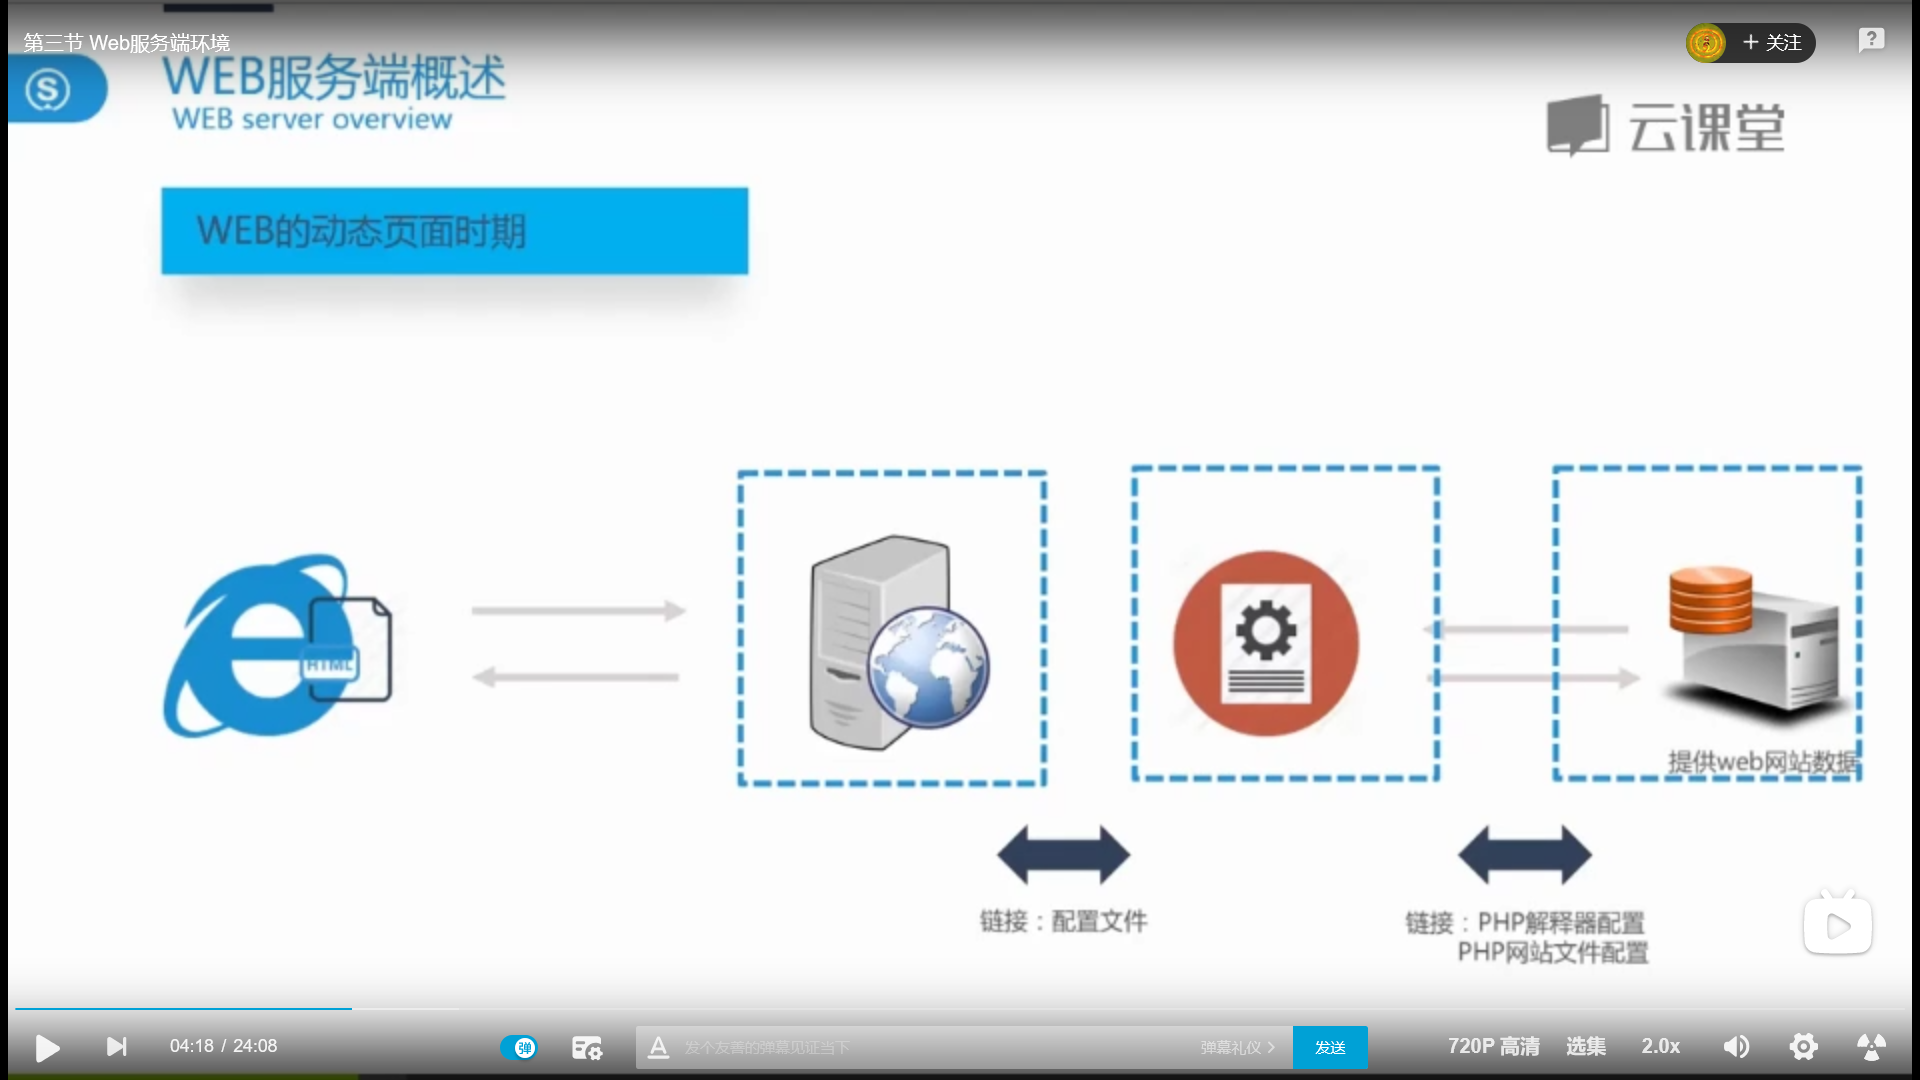 第三节 Web服务端环境
关注
WEB服务端概述
WEB server overview
云课堂
WEB的动态页面时期
HTML
提供web网站数据
链接：配置文件
链接：PHP解释器配置
PHP网站文件配置
04:18 / 24:08
弹
发个友善的弹幕见证当下
弹幕礼仪
发送
720P 高清
选集
2.0x